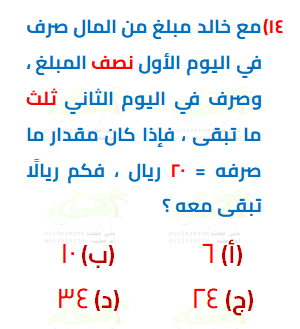 ١٤) مع خالد مبلغ من المال صرف
في اليوم الأول نصف المبلغ ،
وصرف في اليوم الثاني ثلث
ما تبقى ، فإذا كان مقدار ما
صرفه = ٢٠ ريال ، فكم ريالًا
تبقى معه ؟
(أ) ٦ (ب) ١٠
(ج) ٢٤ (د) ٣٤